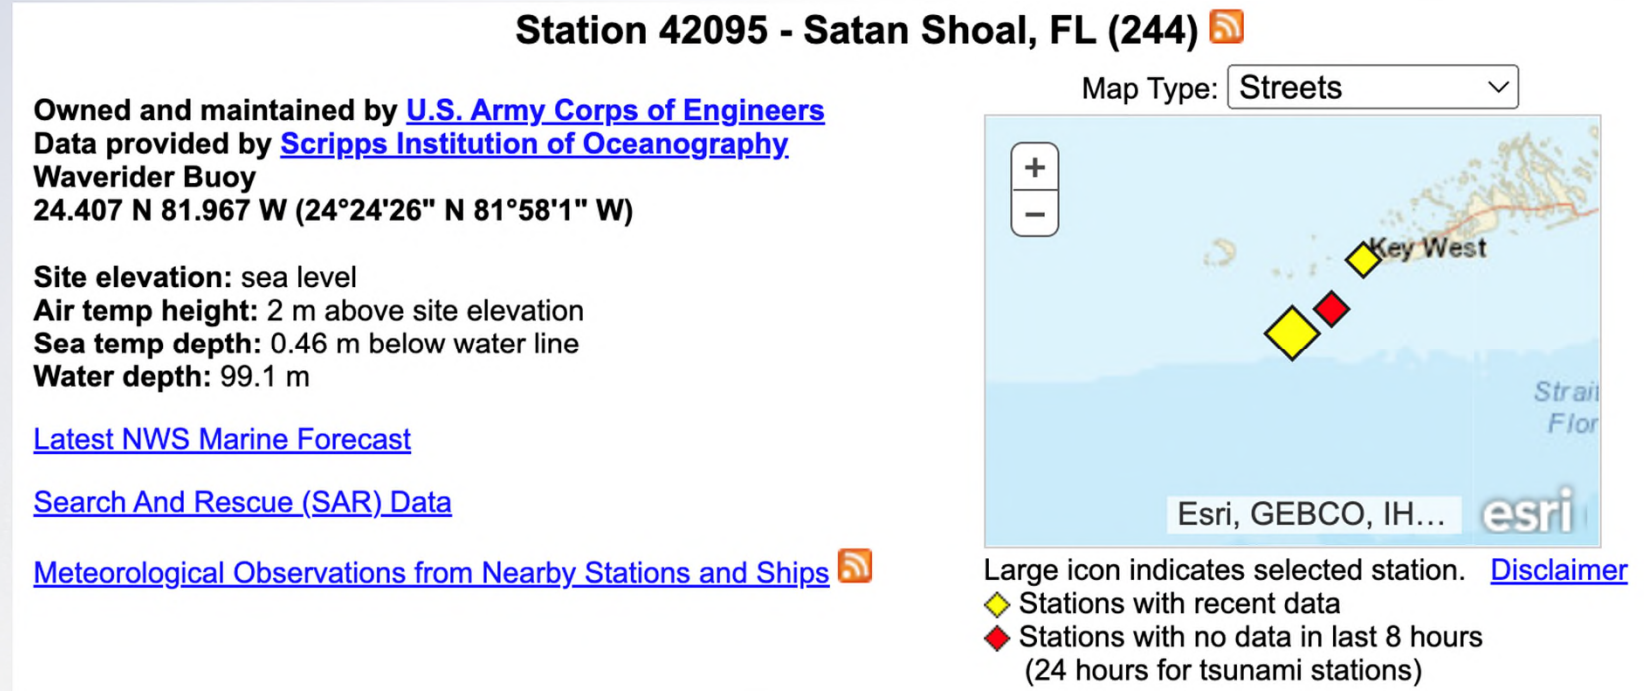 Station 42095 - Satan Shoal, FL (244)
Owned and maintained by U.S. Army Corps of Engineers
Data provided by Scripps Institution of Oceanography
Waverider Buoy
24.407 N 81.967 W (24°24'26" N 81°58'1" W)
Site elevation: sea level
Air temp height: 2 m above site elevation
Sea temp depth: 0.46 m below water line
Water depth: 99.1 m
Latest NWS Marine Forecast
Search And Rescue (SAR) Data
Meteorological Observations from Nearby Stations and Ships
Map Type: Streets
+
−
Key West
Strait
Flor
Esri, GEBCO, IH… esri
Large icon indicates selected station. Disclaimer
Stations with recent data
Stations with no data in last 8 hours
(24 hours for tsunami stations)